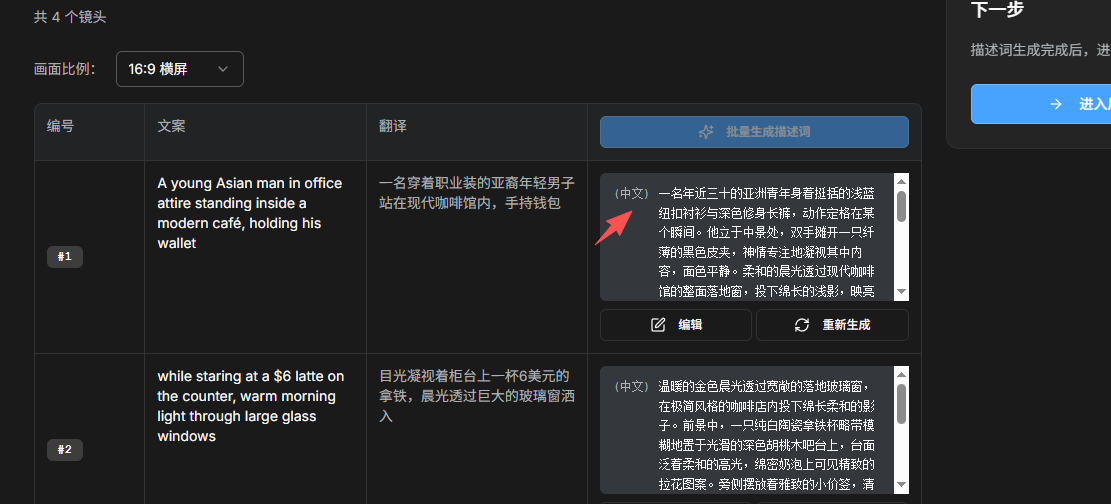 共 4 个镜头
下一步
描述词生成完成后，进
画面比例：
16:9 横屏
进入
编号
文案
翻译
批量生成描述词
#1
A young Asian man in office
attire standing inside a
modern café, holding his
wallet
一名穿着职业装的亚裔年轻男子
站在现代咖啡馆内，手持钱包
（中文） 一名年近三十的亚洲青年身着挺括的浅蓝
纽扣衬衫与深色修身长裤，动作定格在某
个瞬间。他立于中景处，双手摊开一只纤
薄的黑色皮夹，神情专注地凝视其中内
容，面色平静。柔和的晨光透过现代咖啡
馆的整面落地窗，投下绵长的浅影，映亮
编辑
重新生成
#2
while staring at a $6 latte on
the counter, warm morning
light through large glass
windows
目光凝视着柜台上一杯6美元的
拿铁，晨光透过巨大的玻璃窗洒
入
（中文） 温暖的金色晨光透过宽敞的落地玻璃窗，
在极简风格的咖啡店内投下绵长柔和的影
子。前景中，一只纯白陶瓷拿铁杯略带模
糊地置于光滑的深色胡桃木吧台上，台面
泛着柔和的高光，绵密奶泡上可见精致的
拉花图案。旁侧摆放着雅致的小价签，清